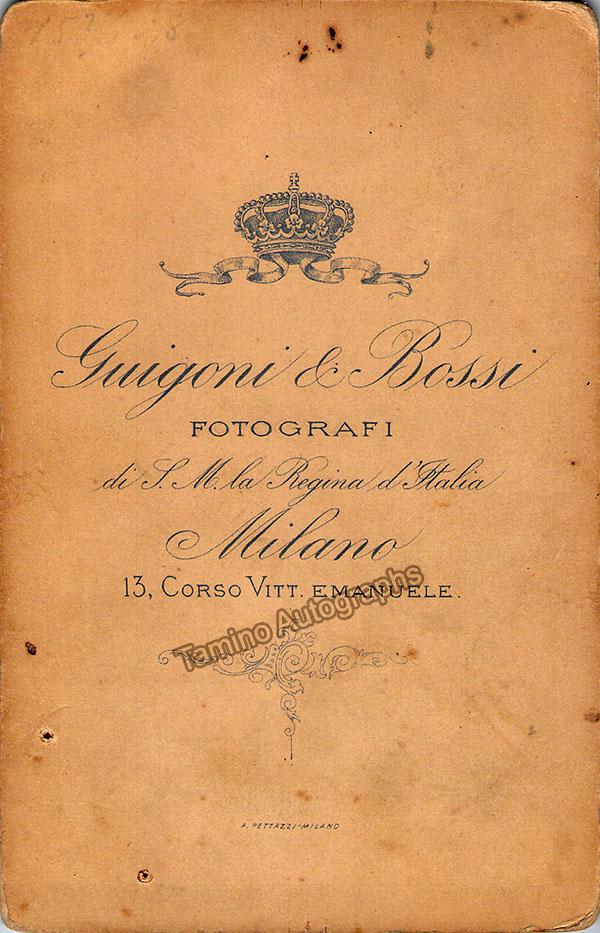 Guigoni & Bossi
FOTOGRAFI
di S. M. la Regina d'Italia
Milano
13, CORSO VITT. EMANUELE.
Tamino Autographs
A. PETTAZZI-MILANO